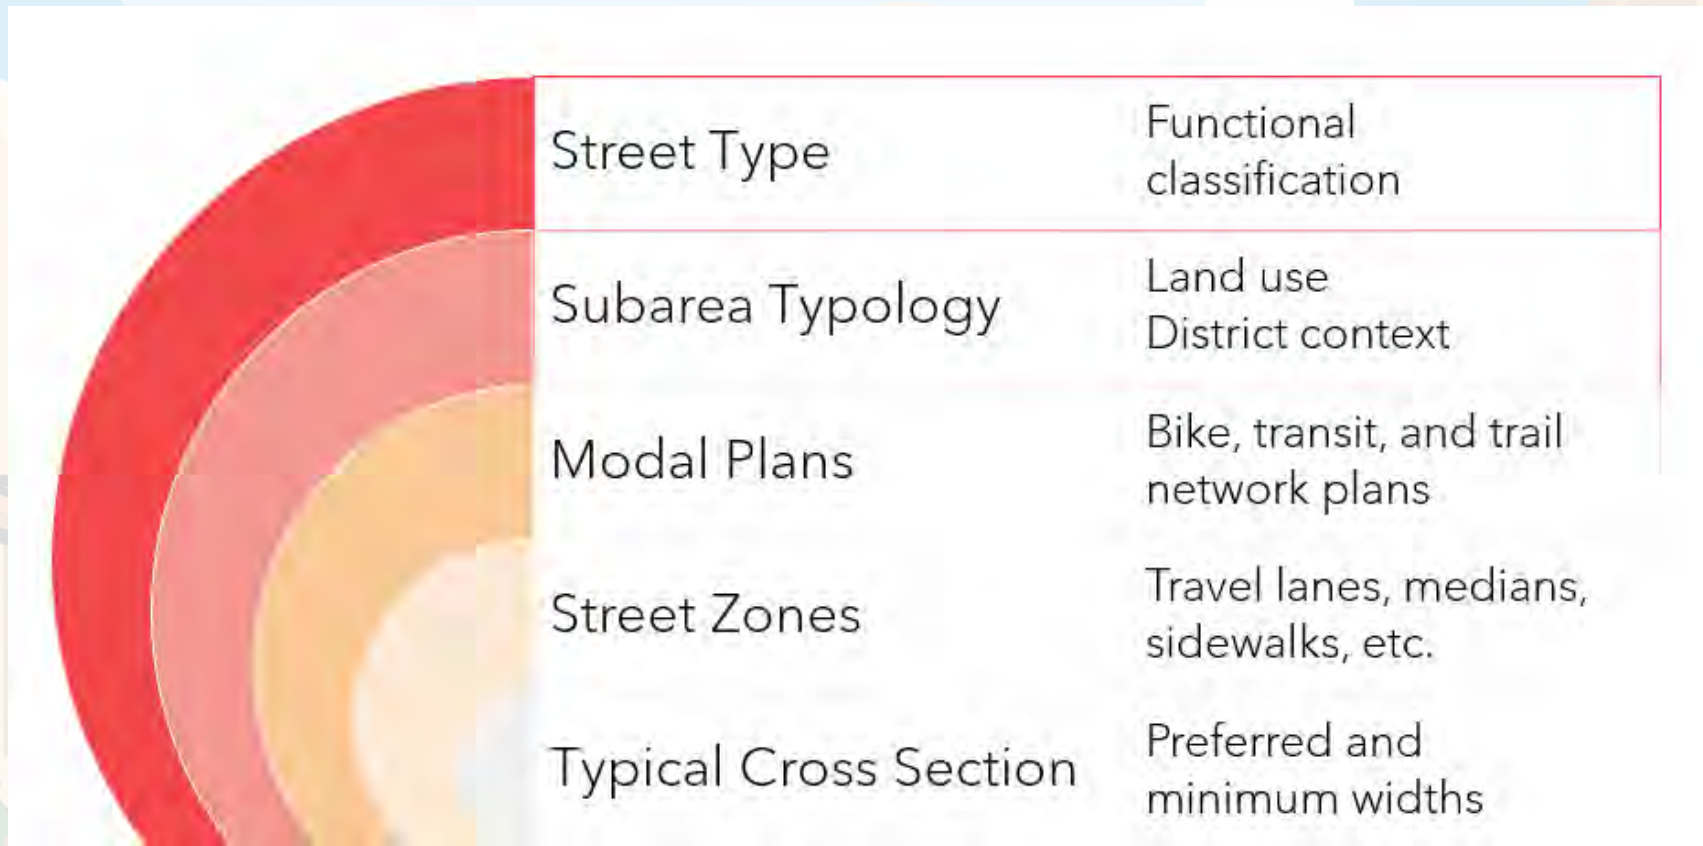 Street Type
Functional
classification
Subarea Typology
Land use
District context
Modal Plans
Bike, transit, and trail
network plans
Street Zones
Travel lanes, medians,
sidewalks, etc.
Typical Cross Section
Preferred and
minimum widths